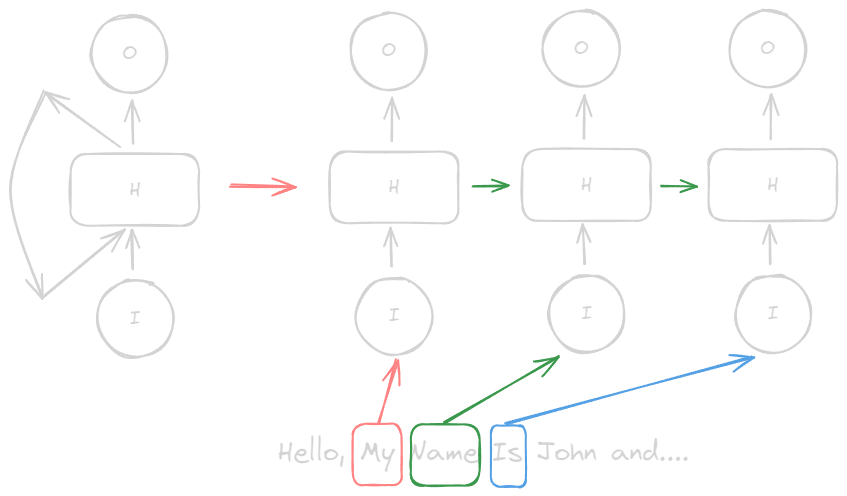 O O O O
H H H H
I I I I
Hello, My Name Is John and....